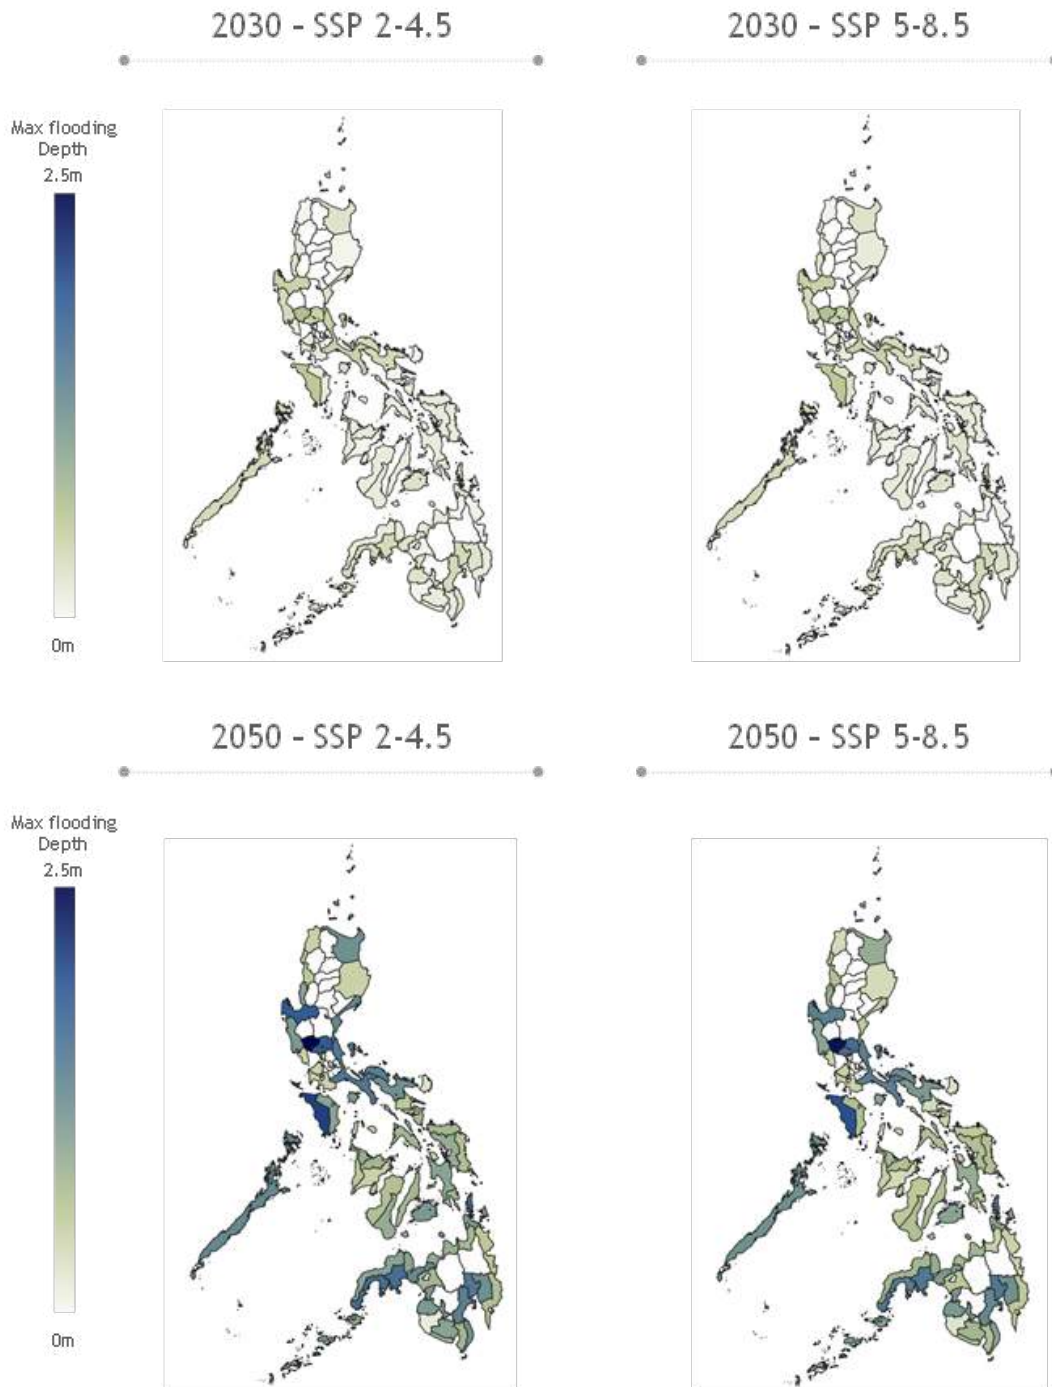 2030 - SSP 2-4.5
2030 - SSP 5-8.5
Max flooding
Depth
2.5m
0m
2050 - SSP 2-4.5
2050 - SSP 5-8.5
Max flooding
Depth
2.5m
0m